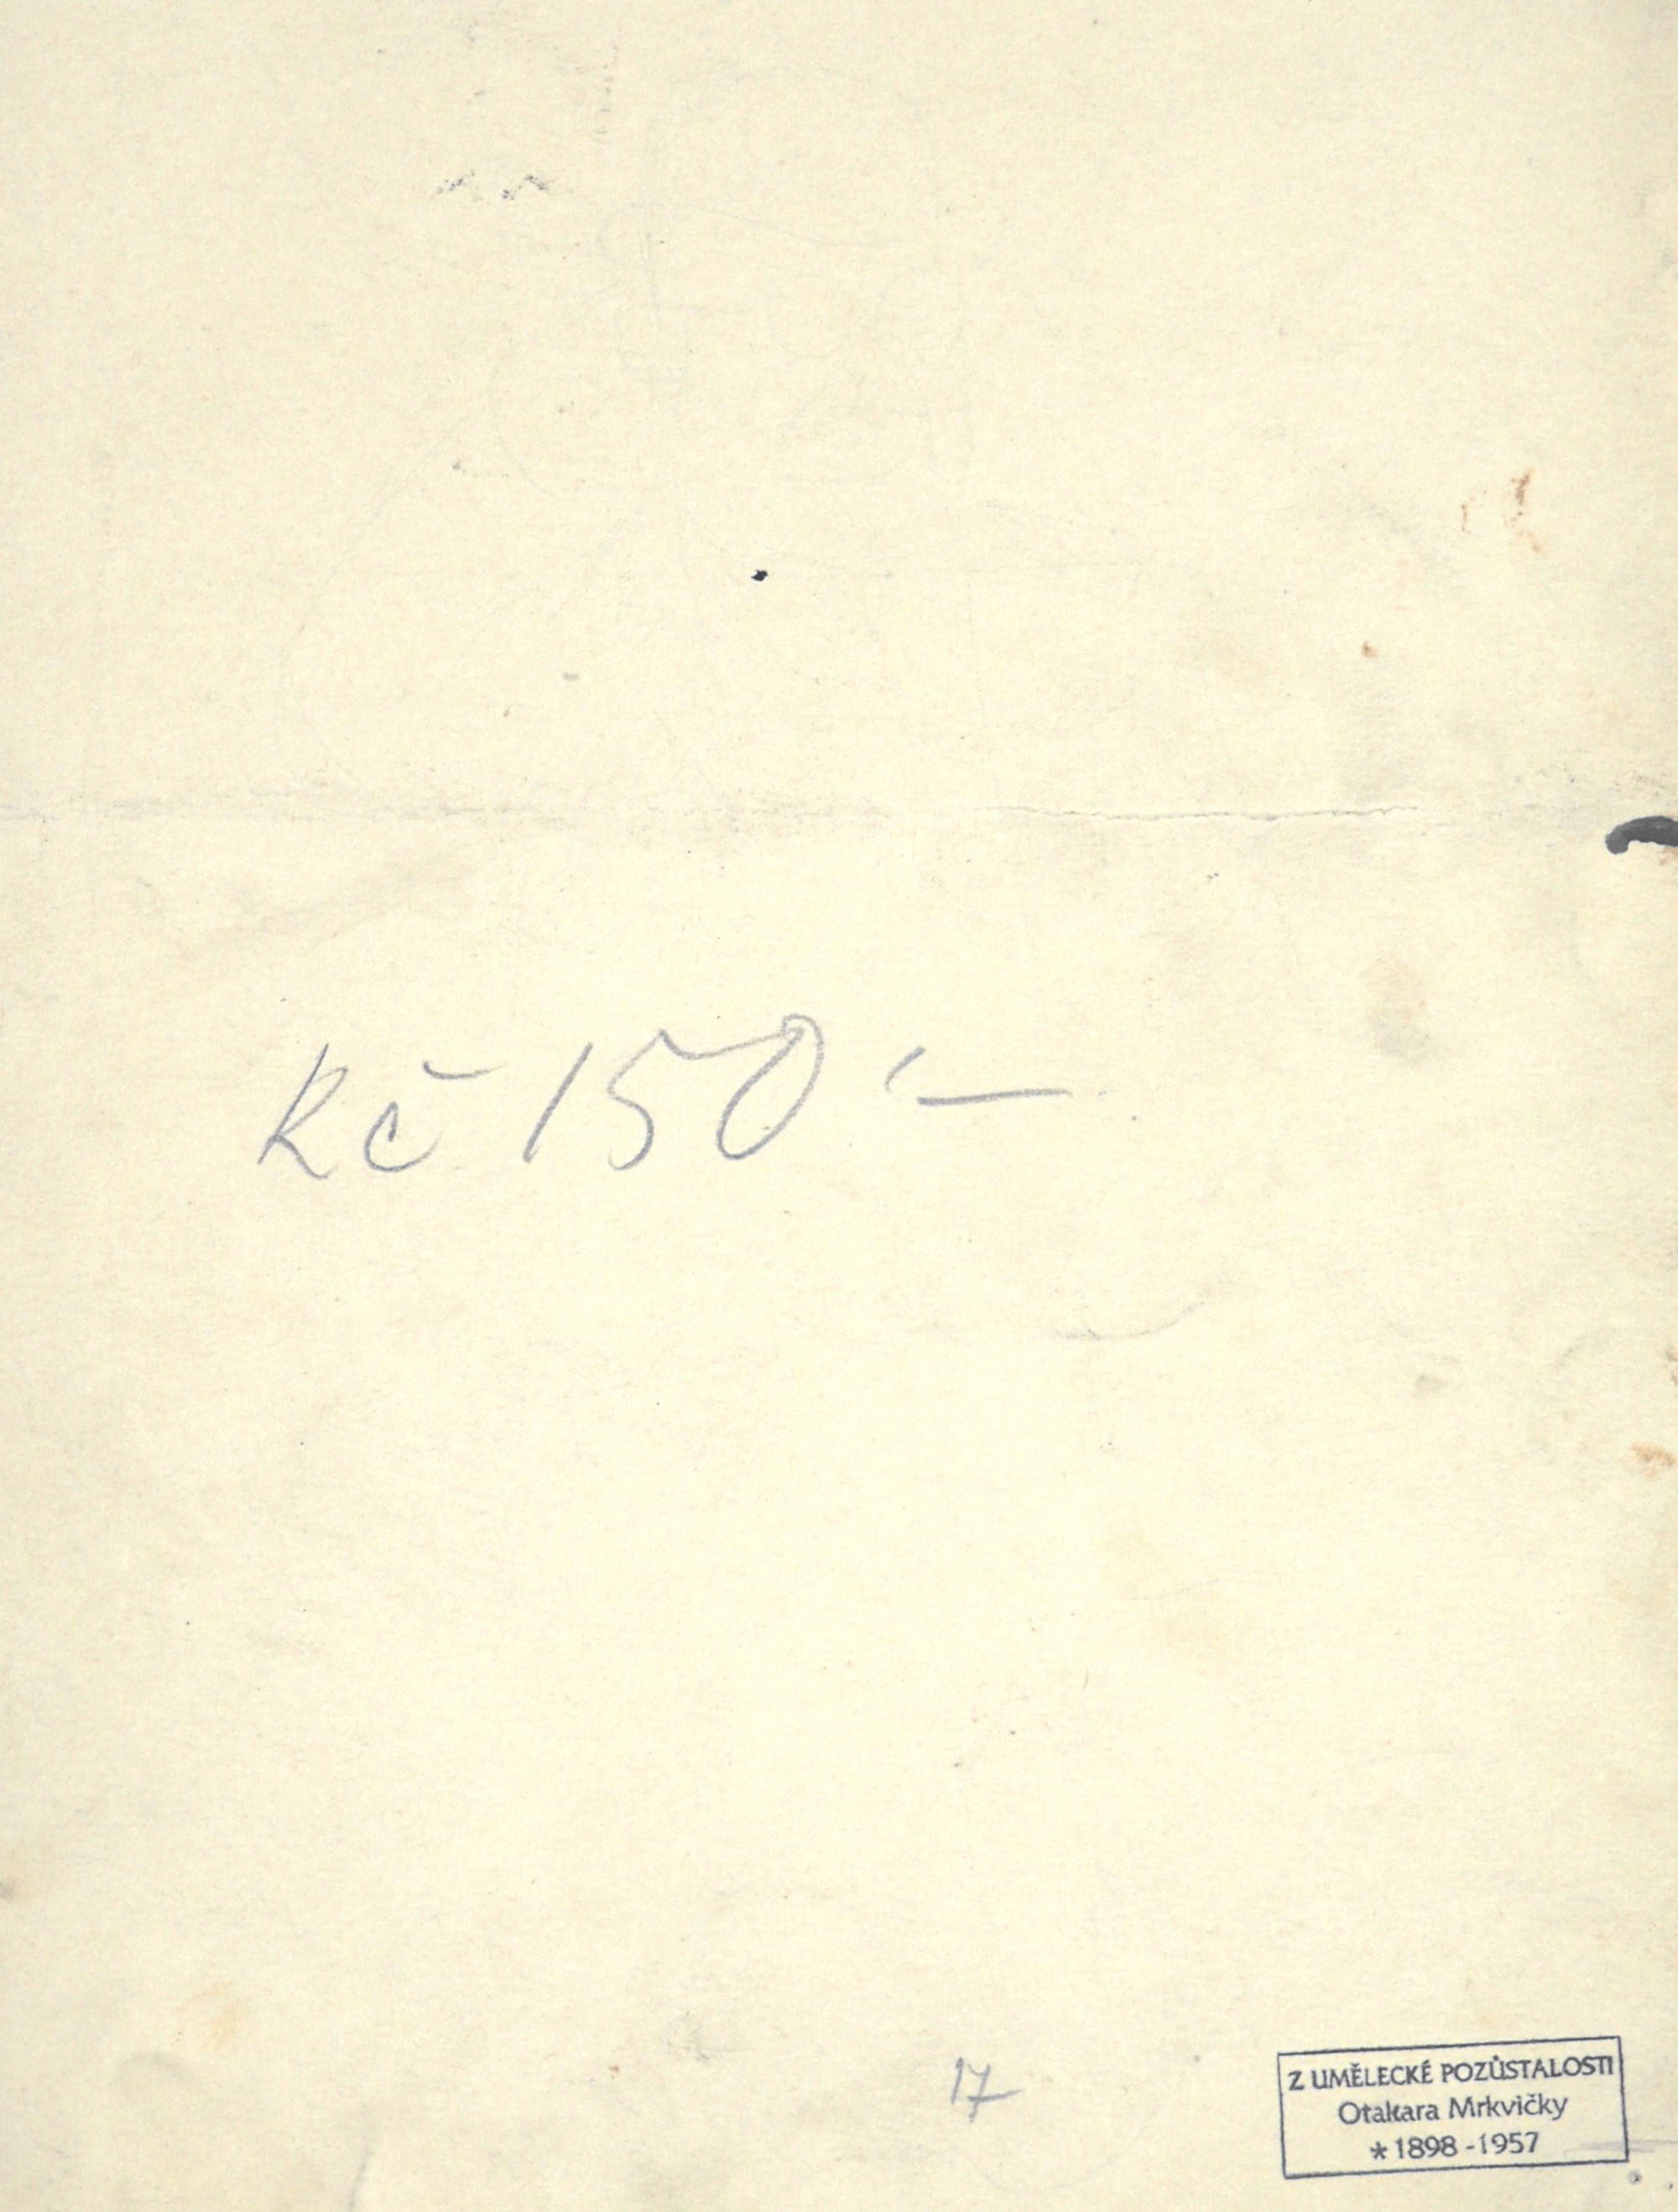 Kč 150'—
17
Z UMĚLECKÉ POZŮSTALOSTI
Otakara Mrkvičky
* 1898 - 1957